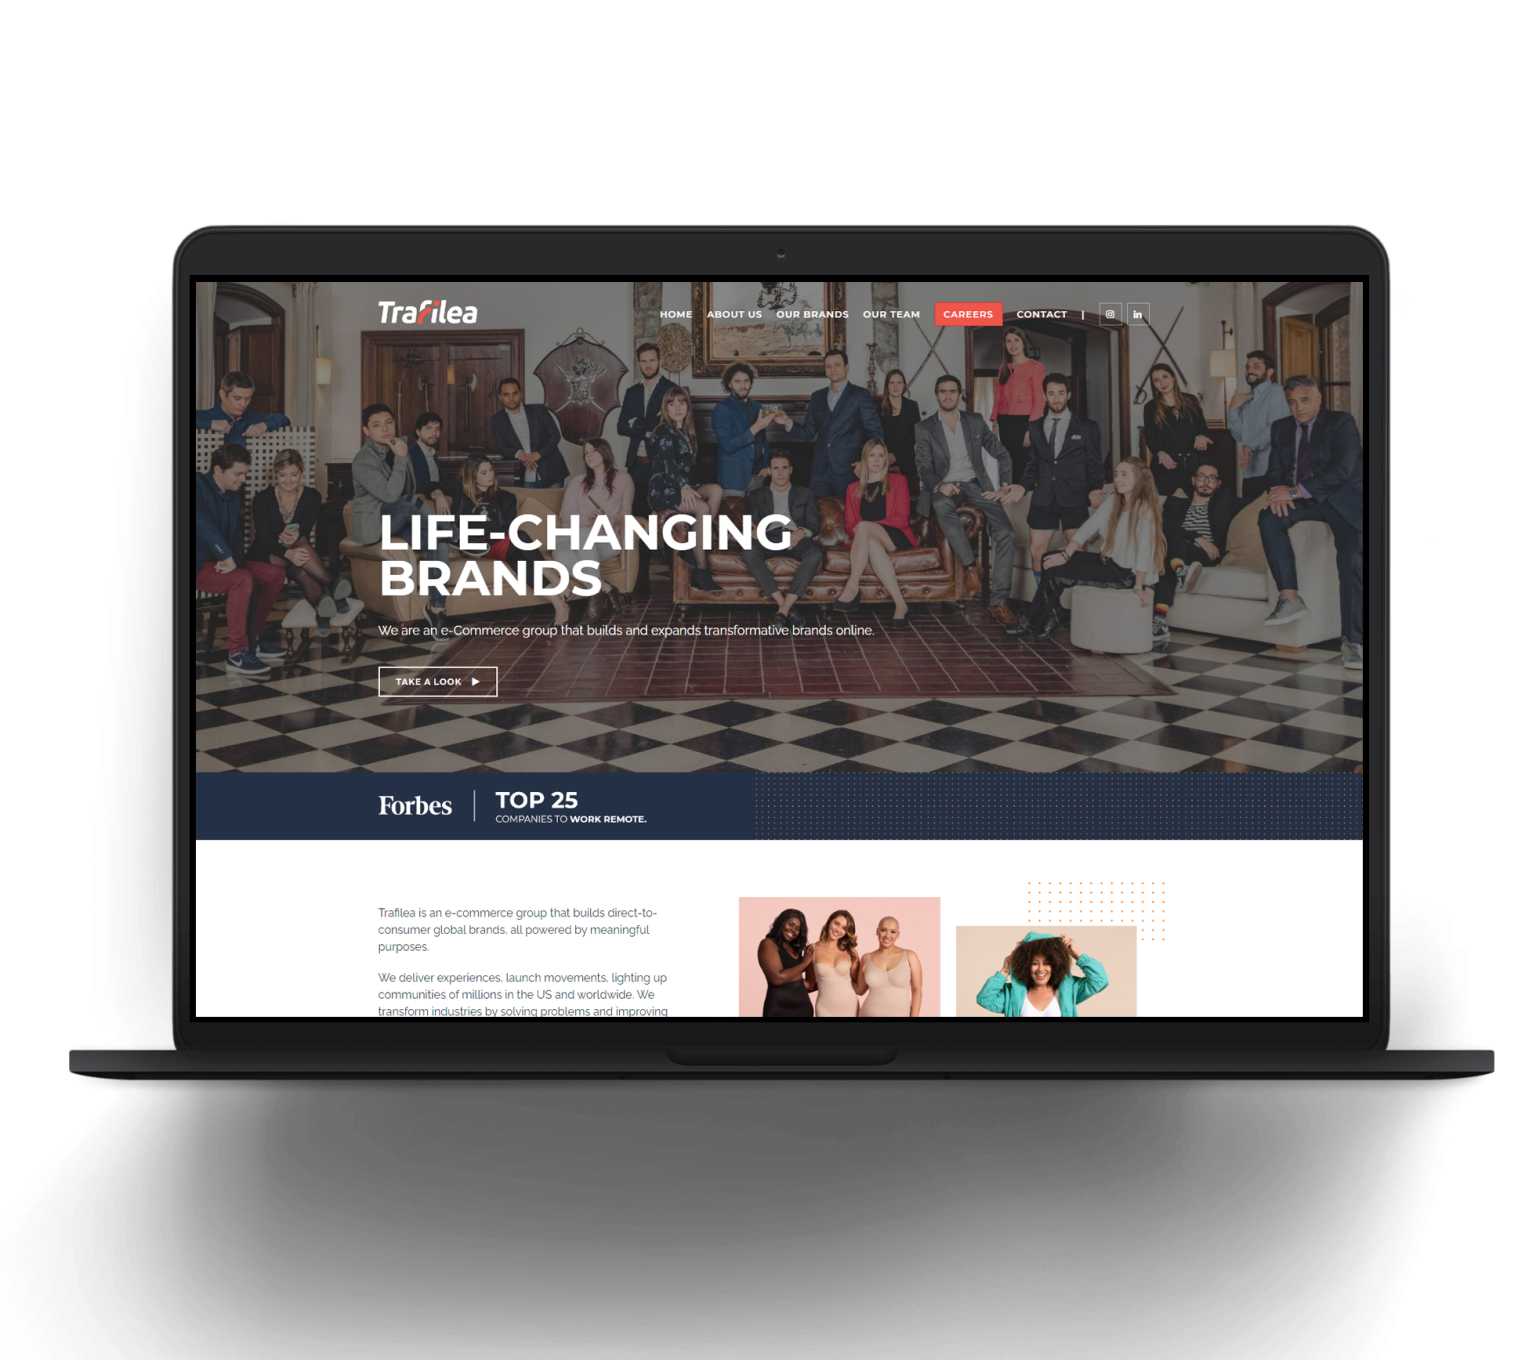 Trafilea
HOME ABOUT US OUR BRANDS OUR TEAM CAREERS CONTACT |
in
LIFE-CHANGING
BRANDS
We are an e-Commerce group that builds and expands transformative brands online.
TAKE A LOOK
Forbes
TOP 25
COMPANIES TO WORK REMOTE.
Trafilea is an e-commerce group that builds direct-to-
consumer global brands, all powered by meaningful
purposes.
We deliver experiences, launch movements, lighting up
communities of millions in the US and worldwide. We
transform industries by solving problems and improving